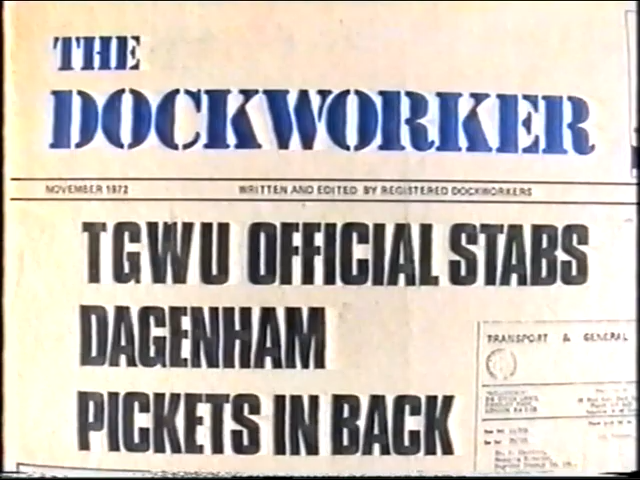 THE
DOCKWORKER
NOVEMBER 1972 WRITTEN AND EDITED BY REGISTERED DOCKWORKERS
TGWU OFFICIAL STABS
DAGENHAM
PICKETS IN BACK
TRANSPORT & GENERAL